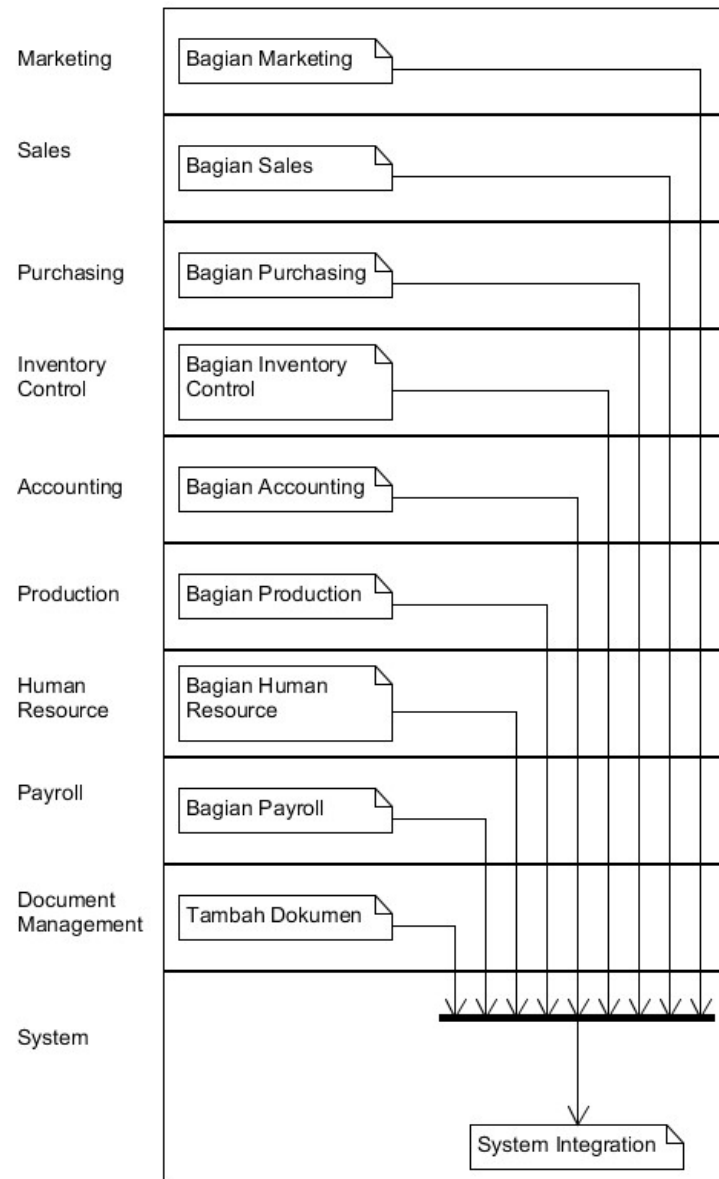 Marketing
Bagian Marketing
Sales
Bagian Sales
Purchasing
Bagian Purchasing
Inventory
Control
Bagian Inventory
Control
Accounting
Bagian Accounting
Production
Bagian Production
Human
Resource
Bagian Human
Resource
Payroll
Bagian Payroll
Document
Management
Tambah Dokumen
System
System Integration